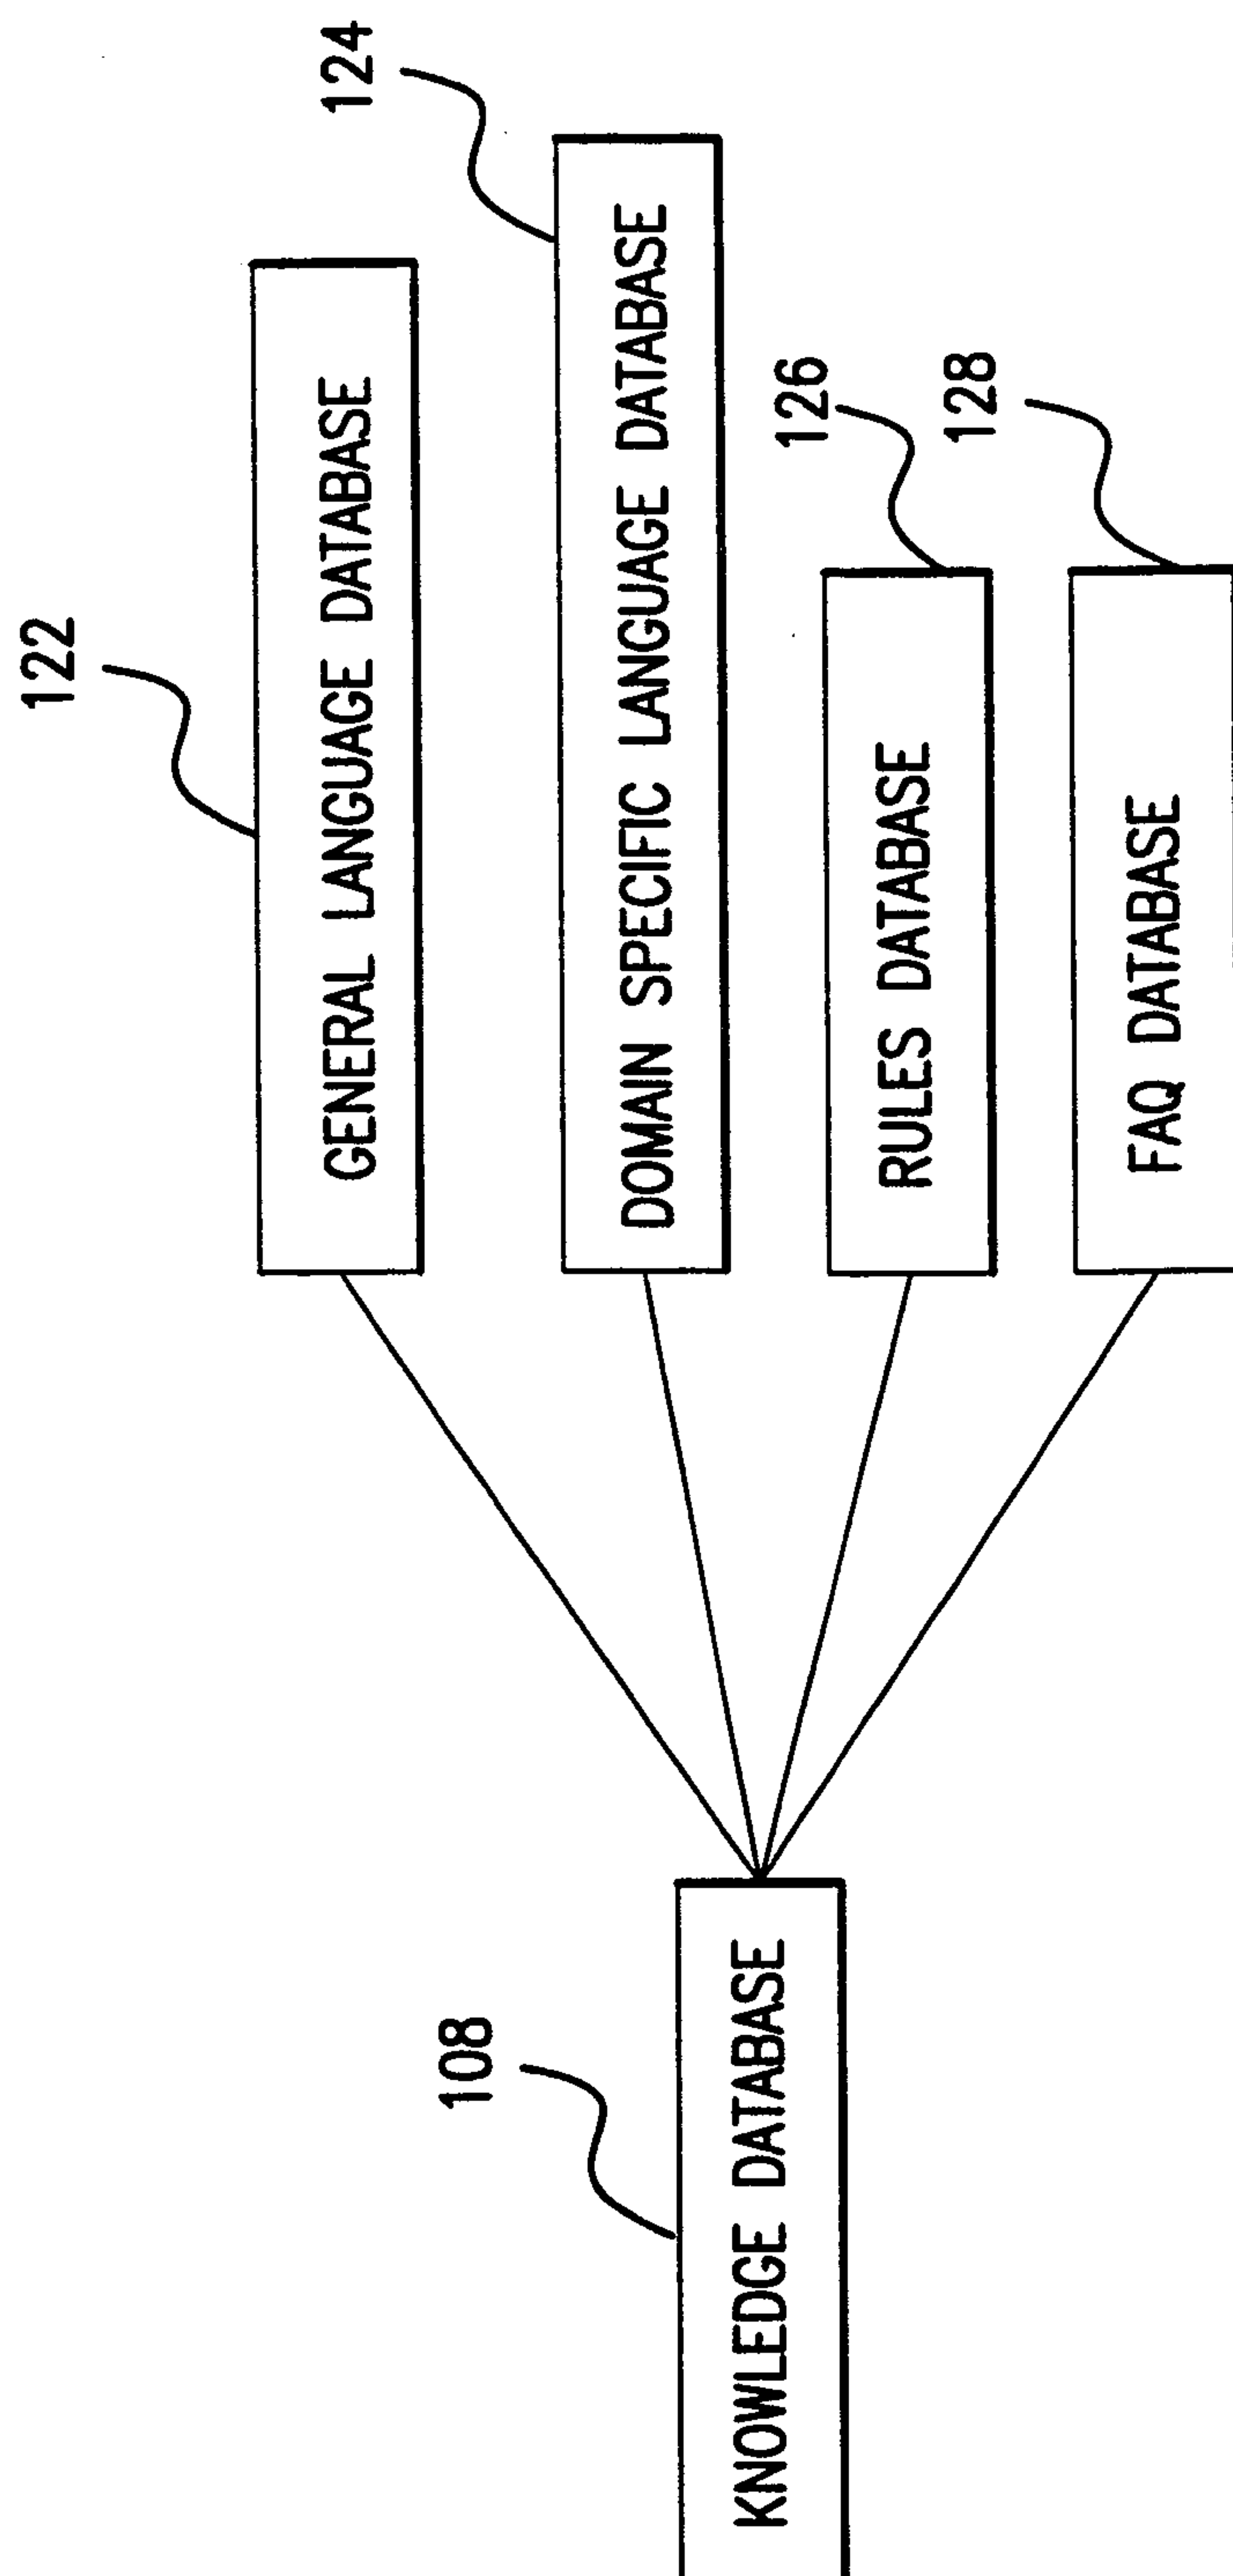 122
GENERAL LANGUAGE DATABASE
124
DOMAIN SPECIFIC LANGUAGE DATABASE
108
KNOWLEDGE DATABASE
126
RULES DATABASE
128
FAQ DATABASE